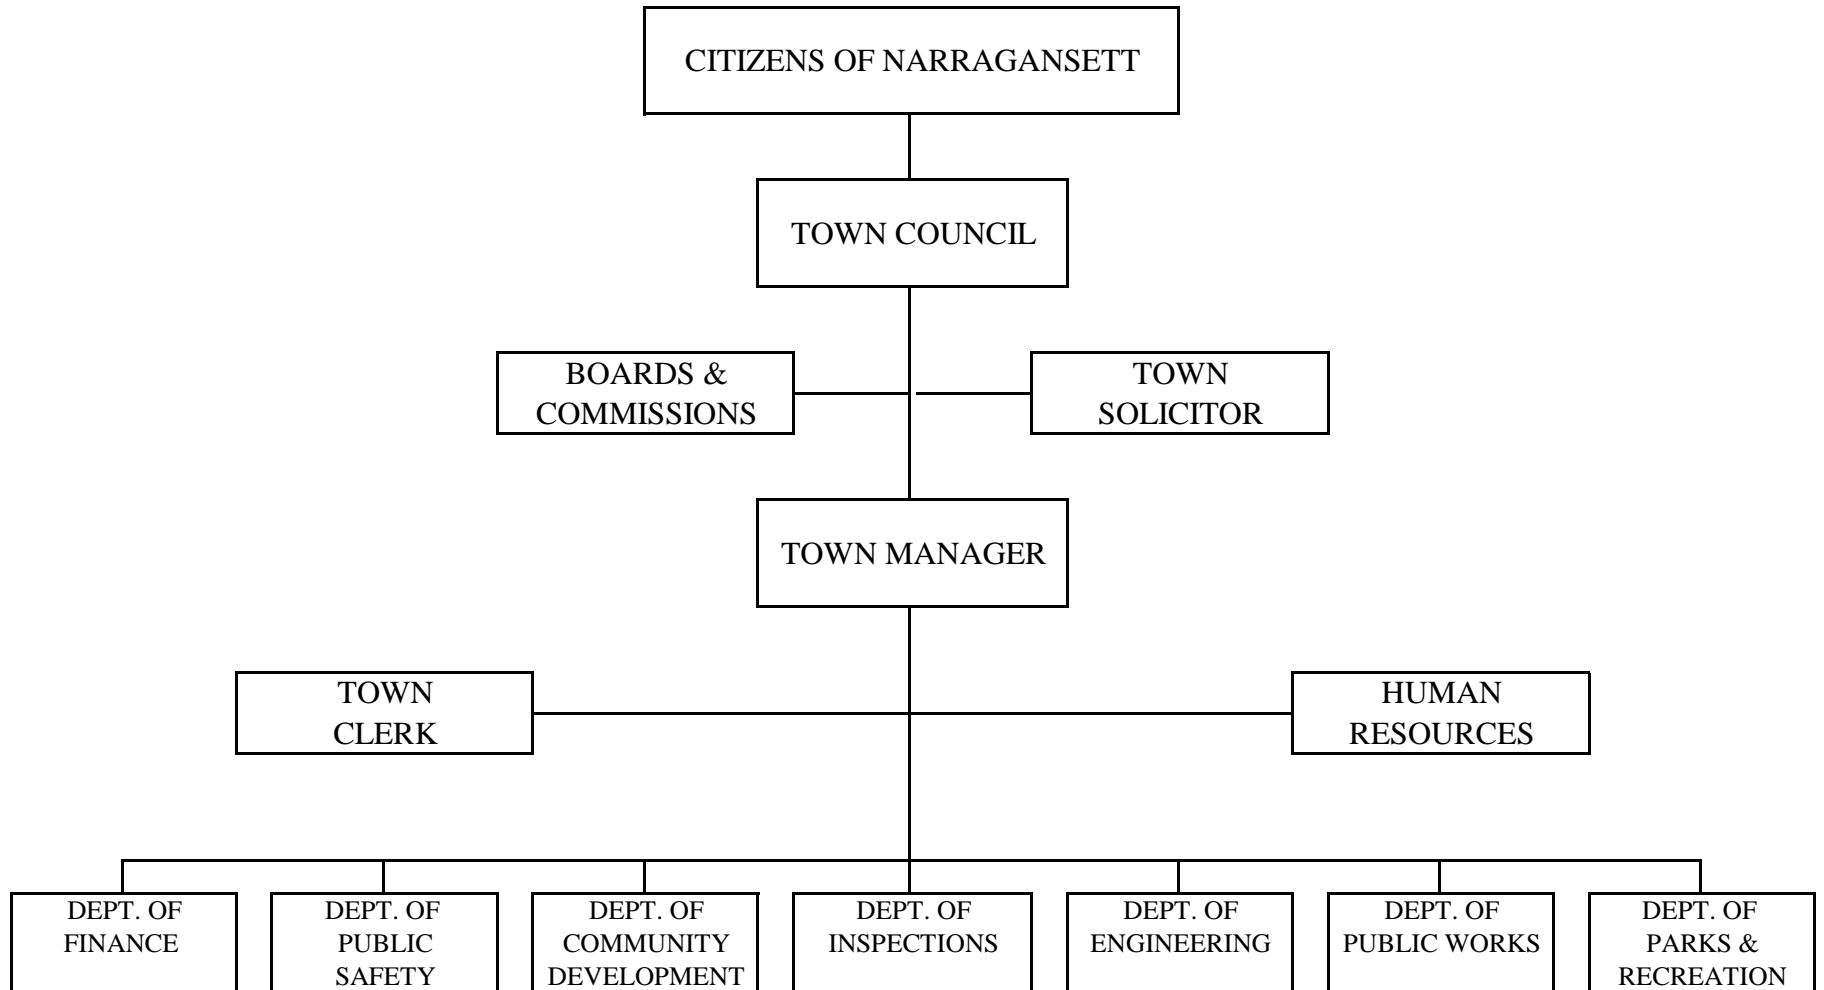 CITIZENS OF NARRAGANSETT
TOWN COUNCIL
BOARDS &
COMMISSIONS
TOWN
SOLICITOR
TOWN MANAGER
TOWN
CLERK
HUMAN
RESOURCES
DEPT. OF
FINANCE
DEPT. OF
PUBLIC
SAFETY
DEPT. OF
COMMUNITY
DEVELOPMENT
DEPT. OF
INSPECTIONS
DEPT. OF
ENGINEERING
DEPT. OF
PUBLIC WORKS
DEPT. OF
PARKS &
RECREATION